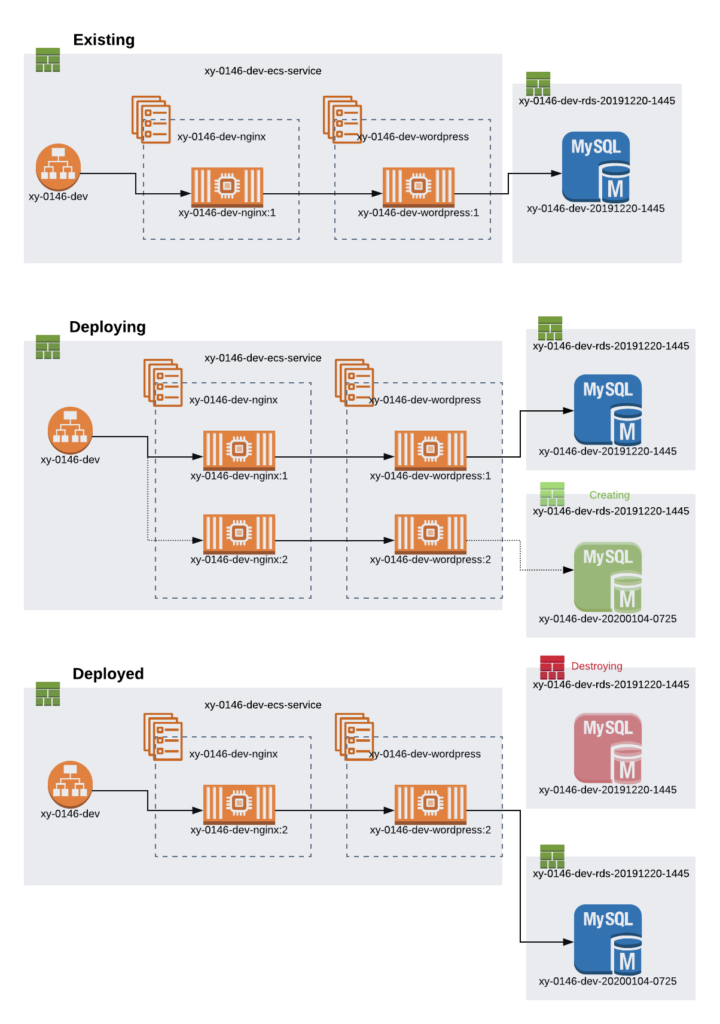 Existing
xy-0146-dev-ecs-service
xy-0146-dev-rds-20191220-1445
xy-0146-dev-nginx
xy-0146-dev-wordpress
MySQL
M
xy-0146-dev
xy-0146-dev-nginx:1
xy-0146-dev-wordpress:1
xy-0146-dev-20191220-1445
Deploying
xy-0146-dev-ecs-service
xy-0146-dev-rds-20191220-1445
xy-0146-dev-nginx
xy-0146-dev-wordpress
MySQL
M
xy-0146-dev
xy-0146-dev-nginx:1
xy-0146-dev-wordpress:1
xy-0146-dev-20191220-1445
Creating
xy-0146-dev-rds-20191220-1445
xy-0146-dev-nginx:2
xy-0146-dev-wordpress:2
MySQL
M
xy-0146-dev-20200104-0725
Deployed
xy-0146-dev-ecs-service
Destroying
xy-0146-dev-rds-20191220-1445
xy-0146-dev-nginx
xy-0146-dev-wordpress
MySQL
M
xy-0146-dev
xy-0146-dev-nginx:2
xy-0146-dev-wordpress:2
xy-0146-dev-20191220-1445
xy-0146-dev-rds-20191220-1445
MySQL
M
xy-0146-dev-20200104-0725